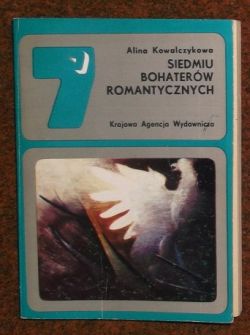 7
Alina Kowalczykowa
SIEDMIU
BOHATERÓW
ROMANTYCZNYCH
Krajowa Agencja Wydawnicza